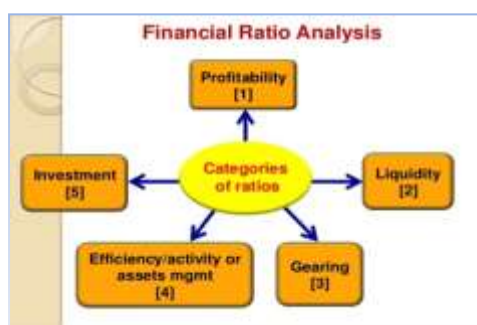 Financial Ratio Analysis
Profitability
[1]
Categories
of ratios
Investment
[5]
Liquidity
[2]
Efficiency/activity or
assets mgmt
[4]
Gearing
[3]